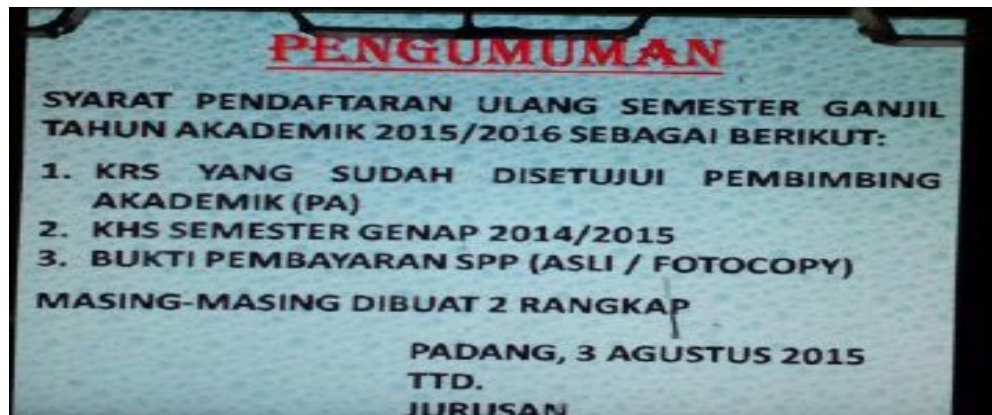 PENGUMUMAN
SYARAT PENDAFTARAN ULANG SEMESTER GANJIL
TAHUN AKADEMIK 2015/2016 SEBAGAI BERIKUT:
1. KRS YANG SUDAH DISETUJUI PEMBIMBING
AKADEMIK (PA)
2. KHS SEMESTER GENAP 2014/2015
3. BUKTI PEMBAYARAN SPP (ASLI / FOTOCOPY)
MASING-MASING DIBUAT 2 RANGKAP
PADANG, 3 AGUSTUS 2015
TTD.
JURUSAN